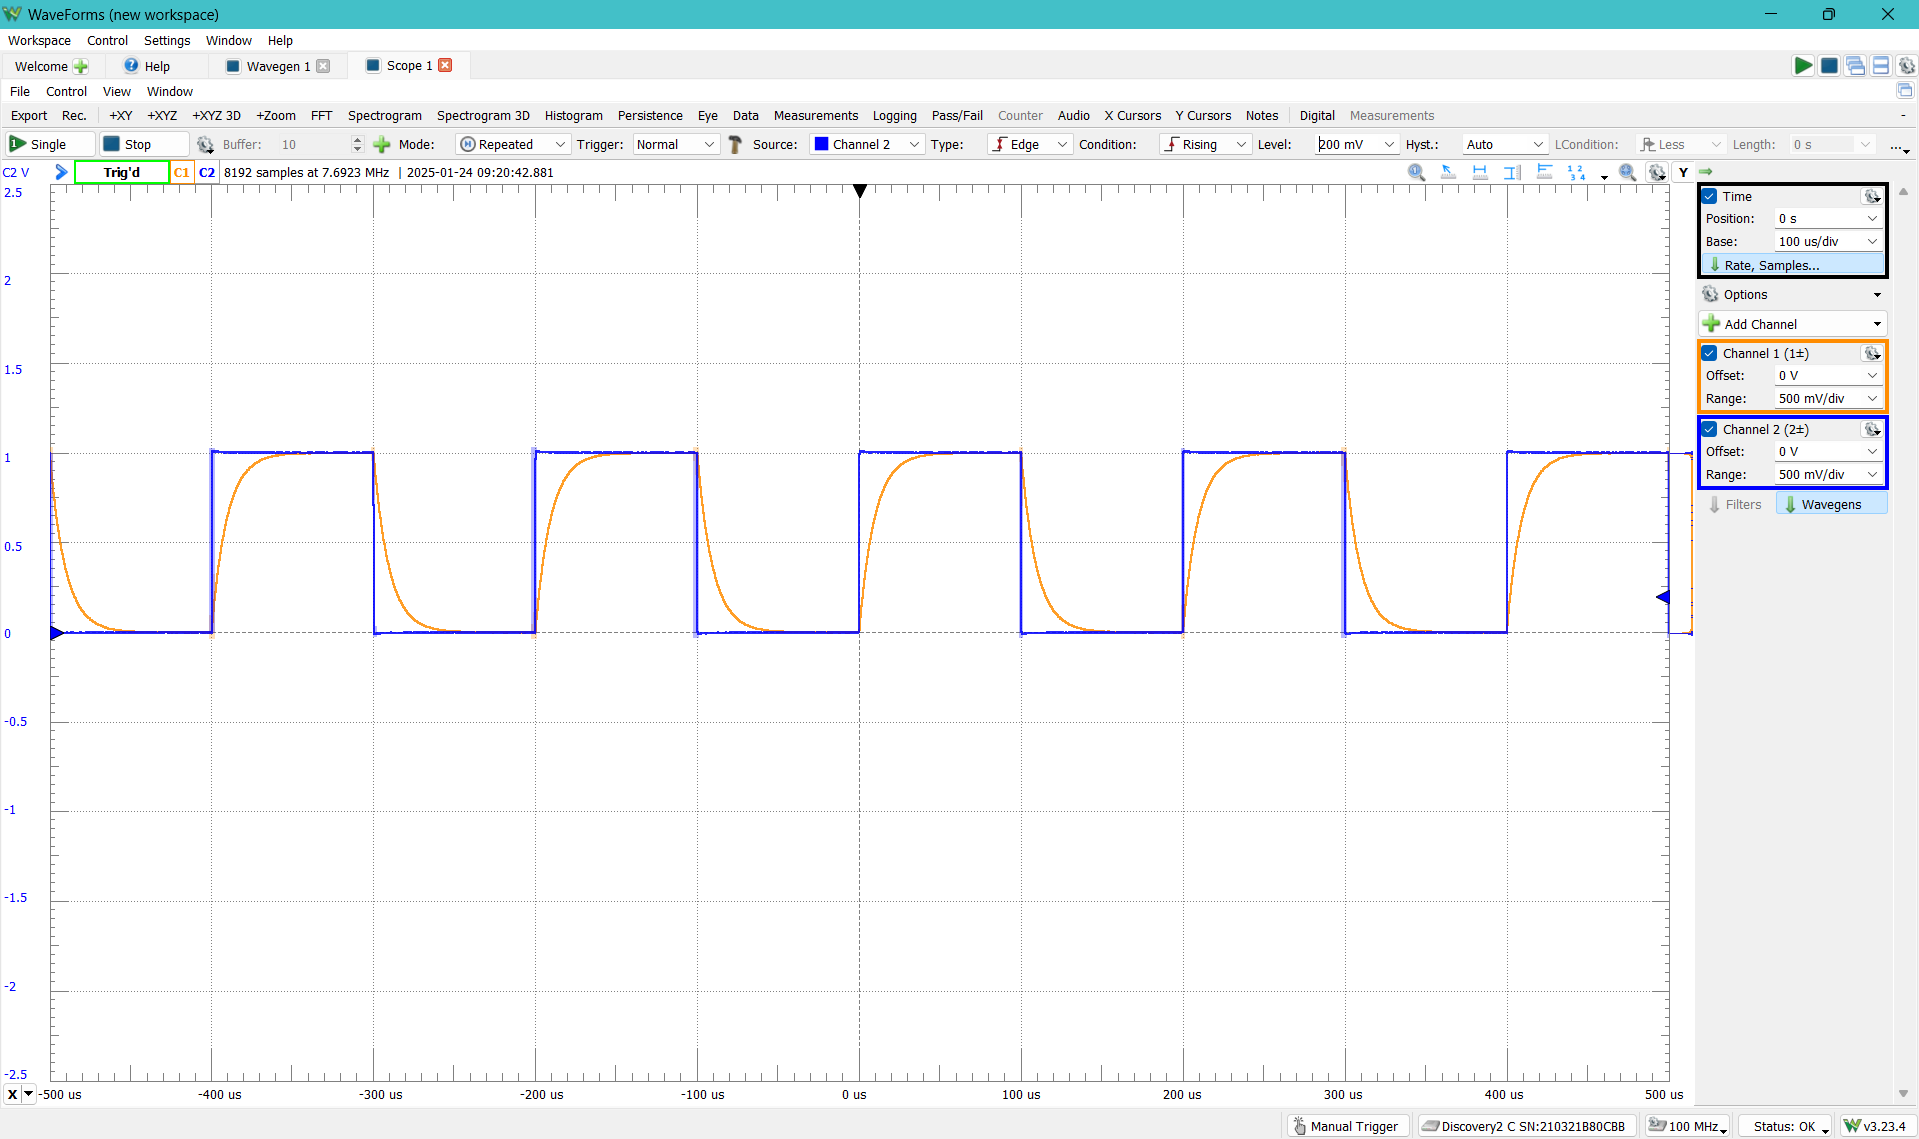 WaveForms (new workspace)
Workspace Control Settings Window Help
Welcome Help Wavegen 1 Scope 1
File Control View Window
Export Rec. +XY +XYZ +XYZ 3D +Zoom FFT Spectrogram Spectrogram 3D Histogram Persistence Eye Data Measurements Logging Pass/Fail Counter Audio X Cursors Y Cursors Notes Digital Measurements
Single Stop Buffer: 10 Mode: Repeated Trigger: Normal Source: Channel 2 Type: Edge Condition: Rising Level: 200 mV Hyst.: Auto LCondition: Less Length: 0 s ...
C2 V Trig'd C1 C2 8192 samples at 7.6923 MHz | 2025-01-24 09:20:42.881 Y
2.5
2
1.5
1
0.5
0
-0.5
-1
-1.5
-2
-2.5
X -500 us -400 us -300 us -200 us -100 us 0 us 100 us 200 us 300 us 400 us 500 us
Time
Position: 0 s
Base: 100 us/div
Rate, Samples...
Options
Add Channel
Channel 1 (1±)
Offset: 0 V
Range: 500 mV/div
Channel 2 (2±)
Offset: 0 V
Range: 500 mV/div
Filters Wavegens
Manual Trigger Discovery2 C SN:210321B80CBB 100 MHz Status: OK v3.23.4